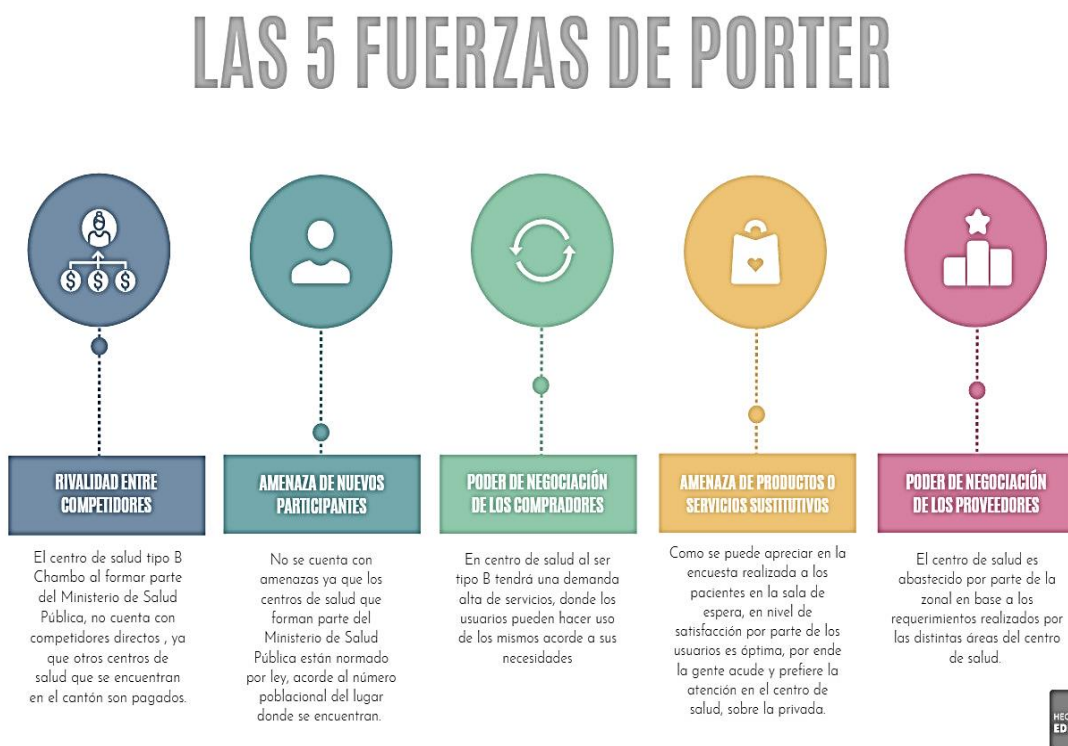 LAS 5 FUERZAS DE PORTER
RIVALIDAD ENTRE
COMPETIDORES
El centro de salud tipo B
Chambo al formar parte
del Ministerio de Salud
Pública, no cuenta con
competidores directos , ya
que otros centros de
salud que se encuentran
en el cantón son pagados.
AMENAZA DE NUEVOS
PARTICIPANTES
No se cuenta con
amenazas ya que los
centros de salud que
forman parte del
Ministerio de Salud
Pública están normado
por ley, acorde al número
poblacional del lugar
donde se encuentran.
PODER DE NEGOCIACIÓN
DE LOS COMPRADORES
En centro de salud al ser
tipo B tendrá una demanda
alta de servicios, donde los
usuarios pueden hacer uso
de los mismos acorde a sus
necesidades
AMENAZA DE PRODUCTOS O
SERVICIOS SUSTITUTIVOS
Como se puede apreciar en la
encuesta realizada a los
pacientes en la sala de
espera, en nivel de
satisfacción por parte de los
usuarios es óptima, por ende
la gente acude y prefiere la
atención en el centro de
salud, sobre la privada.
PODER DE NEGOCIACIÓN
DE LOS PROVEEDORES
El centro de salud es
abastecido por parte de la
zonal en base a los
requerimientos realizados por
las distintas áreas del centro
de salud.